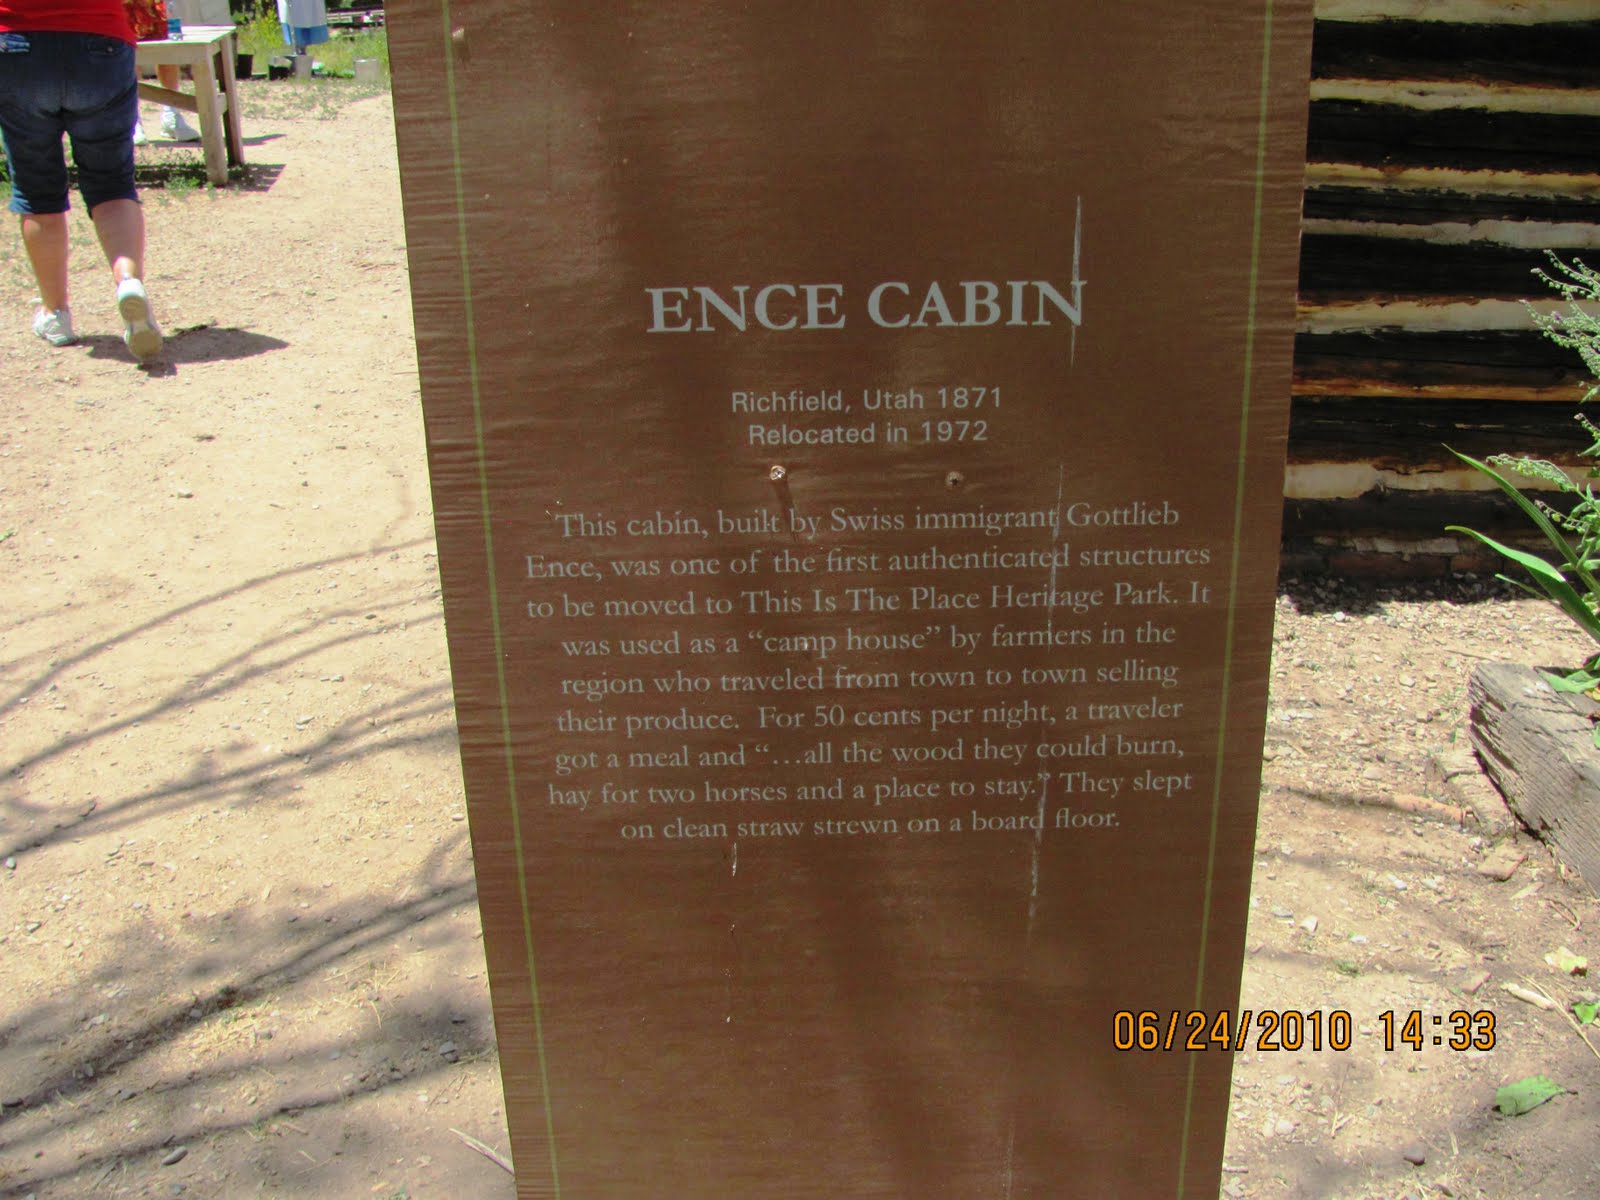 ENCE CABIN
Richfield, Utah 1871
Relocated in 1972
This cabin, built by Swiss immigrant Gottlieb
Ence, was one of the first authenticated structures
to be moved to This Is The Place Heritage Park. It
was used as a “camp house” by farmers in the
region who traveled from town to town selling
their produce. For 50 cents per night, a traveler
got a meal and “…all the wood they could burn,
hay for two horses and a place to stay.” They slept
on clean straw strewn on a board floor.
06/24/2010 14:33